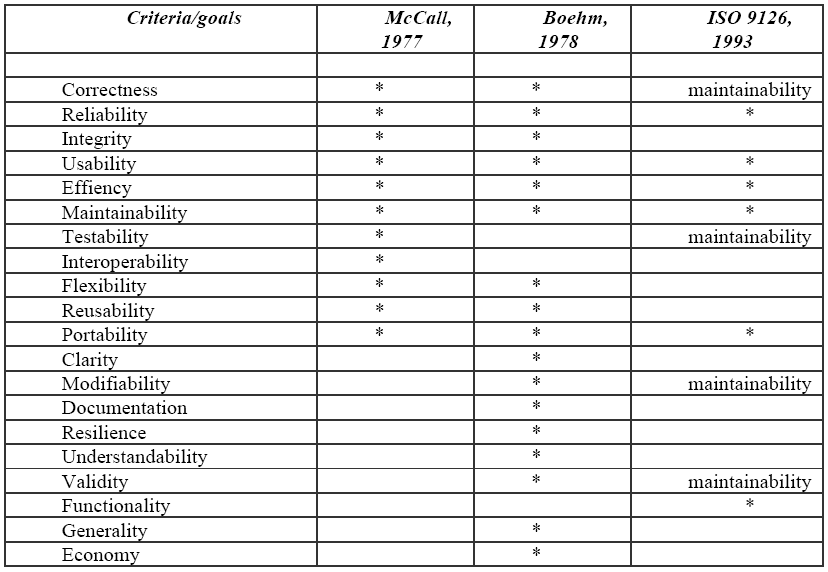 Criteria/goals McCall, 1977 Boehm, 1978 ISO 9126, 1993
Correctness * * maintainability
Reliability * * *
Integrity * *
Usability * * *
Effiency * * *
Maintainability * * *
Testability * maintainability
Interoperability *
Flexibility * *
Reusability * *
Portability * * *
Clarity *
Modifiability * maintainability
Documentation *
Resilience *
Understandability *
Validity * maintainability
Functionality *
Generality *
Economy *